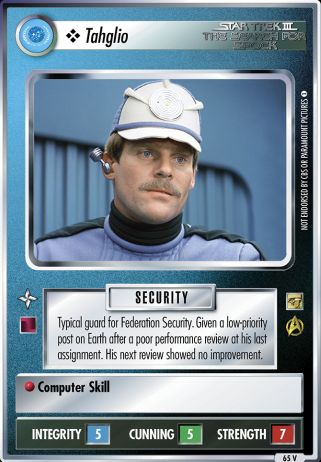 Tahglio
STAR TREK III
THE SEARCH FOR
SPOCK
NOT ENDORSED BY CBS OR PARAMOUNT PICTURES
SECURITY
Typical guard for Federation Security. Given a low-priority
post on Earth after a poor performance review at his last
assignment. His next review showed no improvement.
Computer Skill
INTEGRITY 5 CUNNING 5 STRENGTH 7
65 V